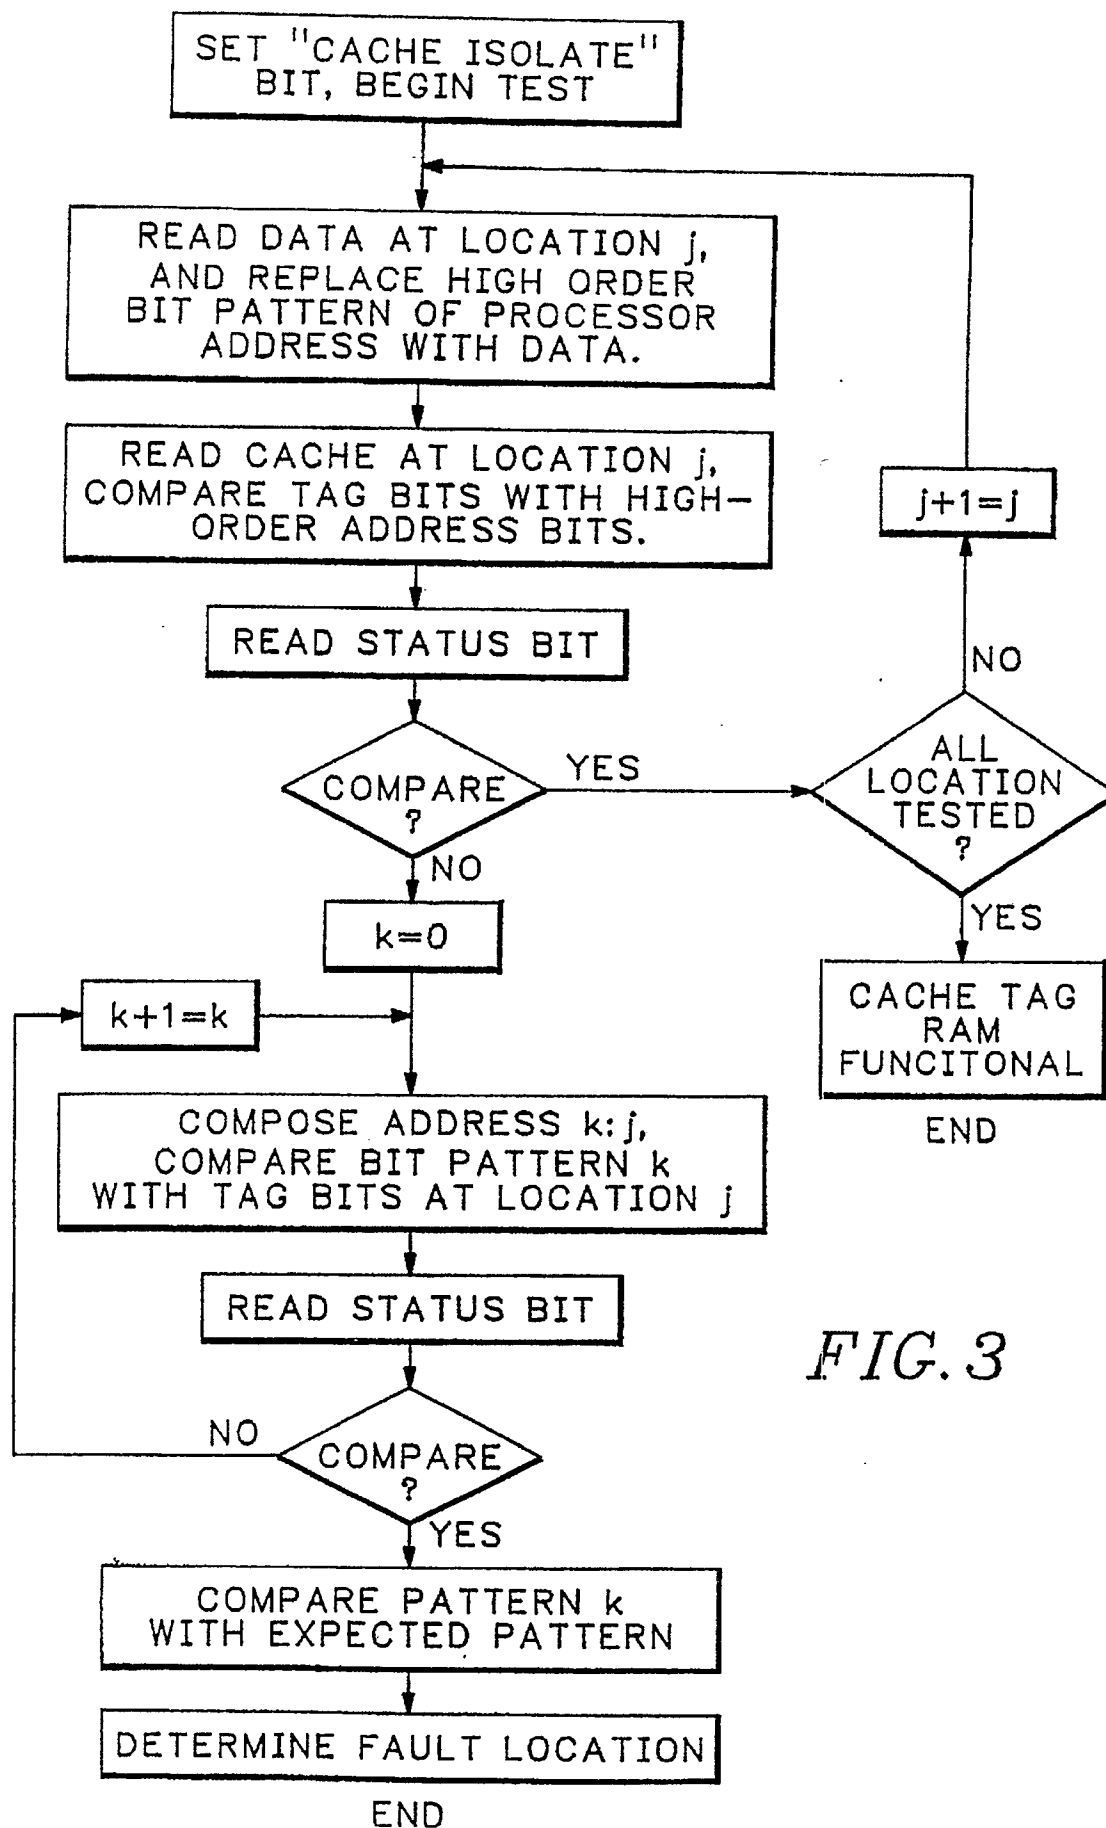 SET "CACHE ISOLATE"
BIT, BEGIN TEST
READ DATA AT LOCATION j,
AND REPLACE HIGH ORDER
BIT PATTERN OF PROCESSOR
ADDRESS WITH DATA.
READ CACHE AT LOCATION j,
COMPARE TAG BITS WITH HIGH-
ORDER ADDRESS BITS.
j+1=j
READ STATUS BIT
NO
COMPARE
?
YES
ALL
LOCATION
TESTED
?
NO
YES
k=0
CACHE TAG
RAM
FUNCITONAL
END
k+1=k
COMPOSE ADDRESS k:j,
COMPARE BIT PATTERN k
WITH TAG BITS AT LOCATION j
READ STATUS BIT
FIG. 3
NO
COMPARE
?
YES
COMPARE PATTERN k
WITH EXPECTED PATTERN
DETERMINE FAULT LOCATION
END